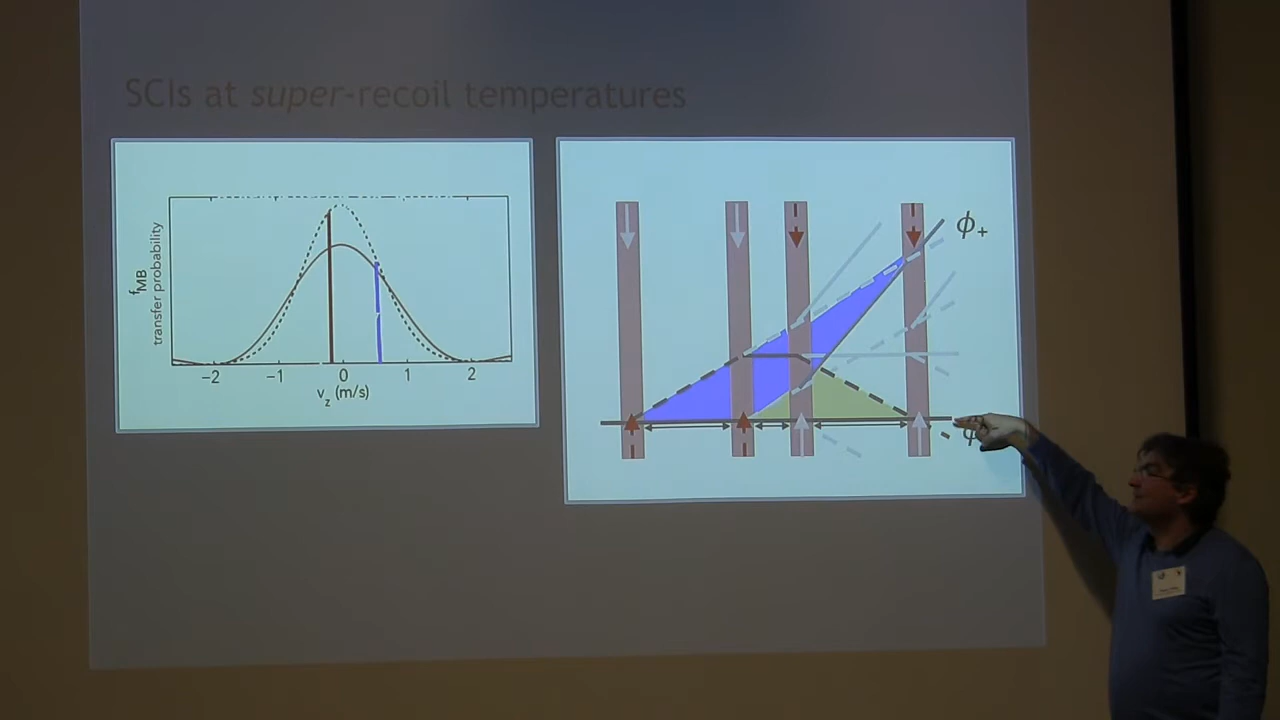 SCIs at super-recoil temperatures
f_MB
transfer probability
−2 −1 0 1 2
v_z (m/s)
ϕ₊
ϕ